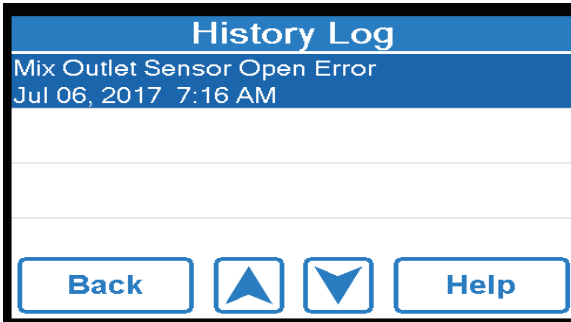 History Log
Mix Outlet Sensor Open Error
Jul 06, 2017 7:16 AM
Back
Help